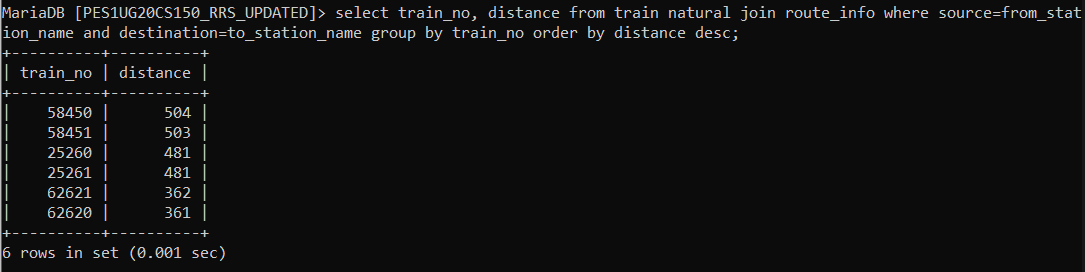 MariaDB [PES1UG20CS150_RRS_UPDATED]> select train_no, distance from train natural join route_info where source=from_stat
ion_name and destination=to_station_name group by train_no order by distance desc;
+----------+----------+
| train_no | distance |
+----------+----------+
|    58450 |      504 |
|    58451 |      503 |
|    25260 |      481 |
|    25261 |      481 |
|    62621 |      362 |
|    62620 |      361 |
+----------+----------+
6 rows in set (0.001 sec)